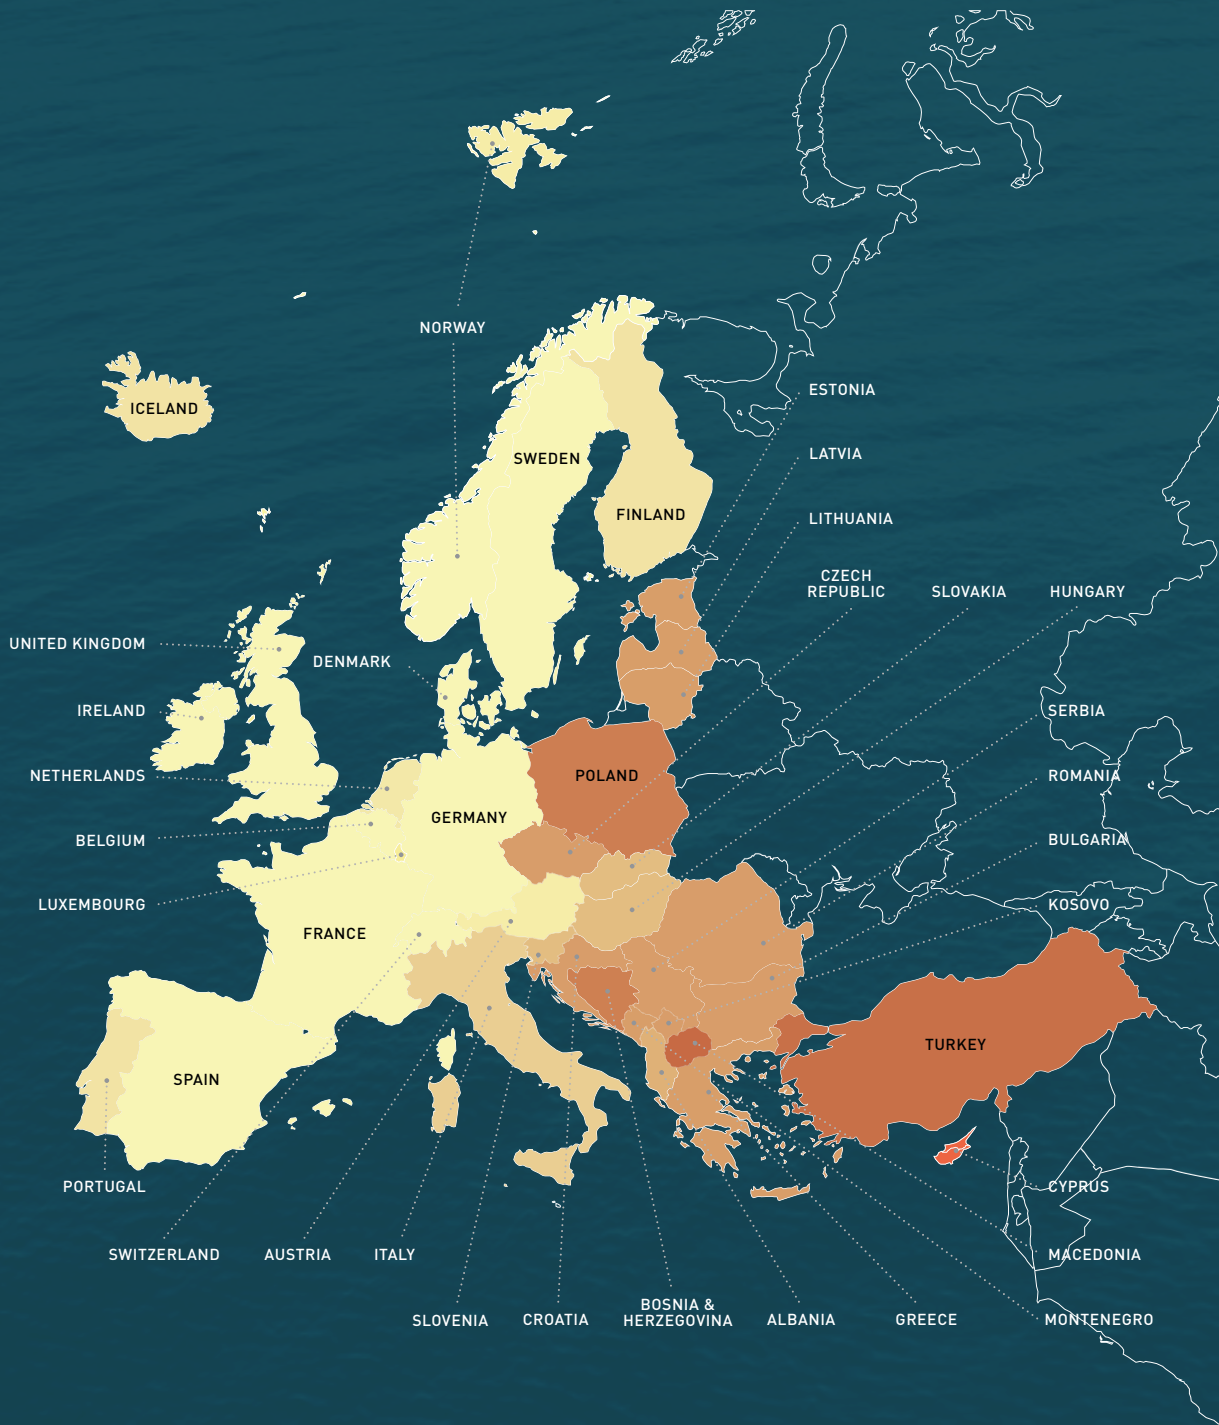 NORWAY
ESTONIA
ICELAND
LATVIA
SWEDEN
FINLAND
LITHUANIA
CZECH
REPUBLIC
SLOVAKIA
HUNGARY
UNITED KINGDOM
DENMARK
IRELAND
SERBIA
NETHERLANDS
POLAND
ROMANIA
GERMANY
BELGIUM
BULGARIA
LUXEMBOURG
KOSOVO
FRANCE
TURKEY
SPAIN
PORTUGAL
CYPRUS
SWITZERLAND
AUSTRIA
ITALY
MACEDONIA
SLOVENIA
CROATIA
BOSNIA &
HERZEGOVINA
ALBANIA
GREECE
MONTENEGRO